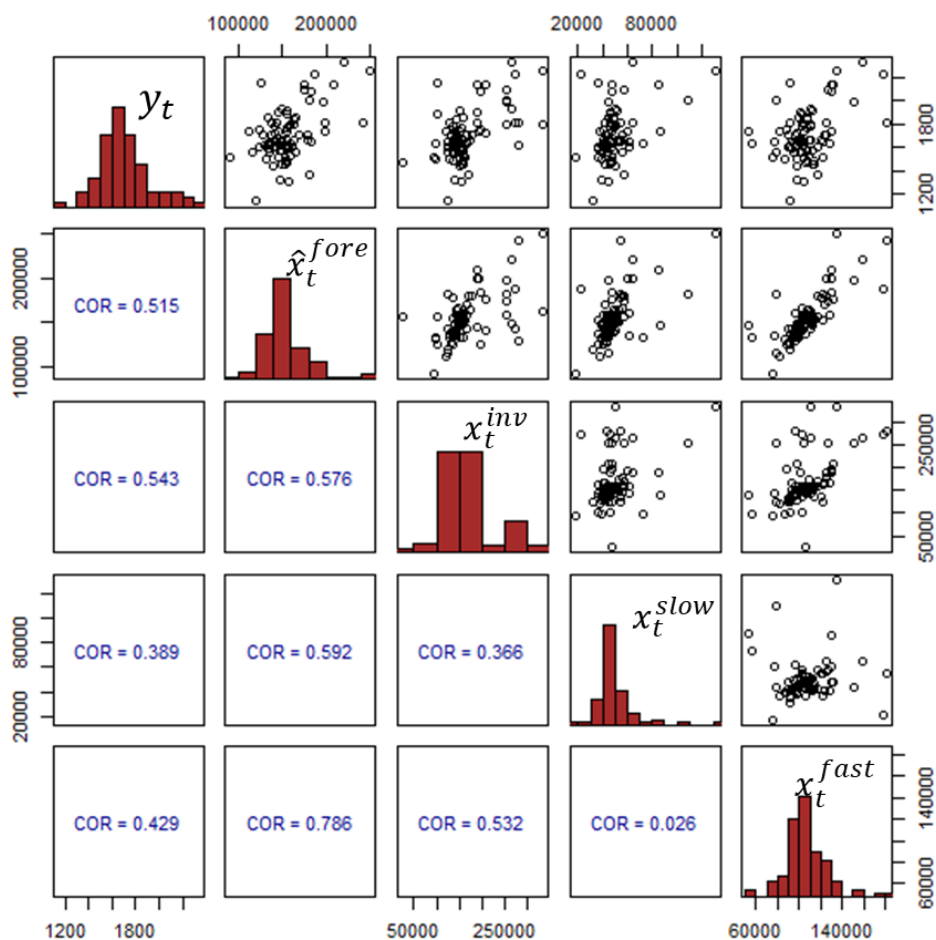 100000 200000 20000 80000
y_t
1200 1800
100000 200000
COR = 0.515
x̂_t^{fore}
COR = 0.543 COR = 0.576
x_t^{inv}
50000 250000
20000 80000
COR = 0.389 COR = 0.592 COR = 0.366
x_t^{slow}
COR = 0.429 COR = 0.786 COR = 0.532 COR = 0.026
x_t^{fast}
60000 140000
1200 1800 50000 250000 60000 140000